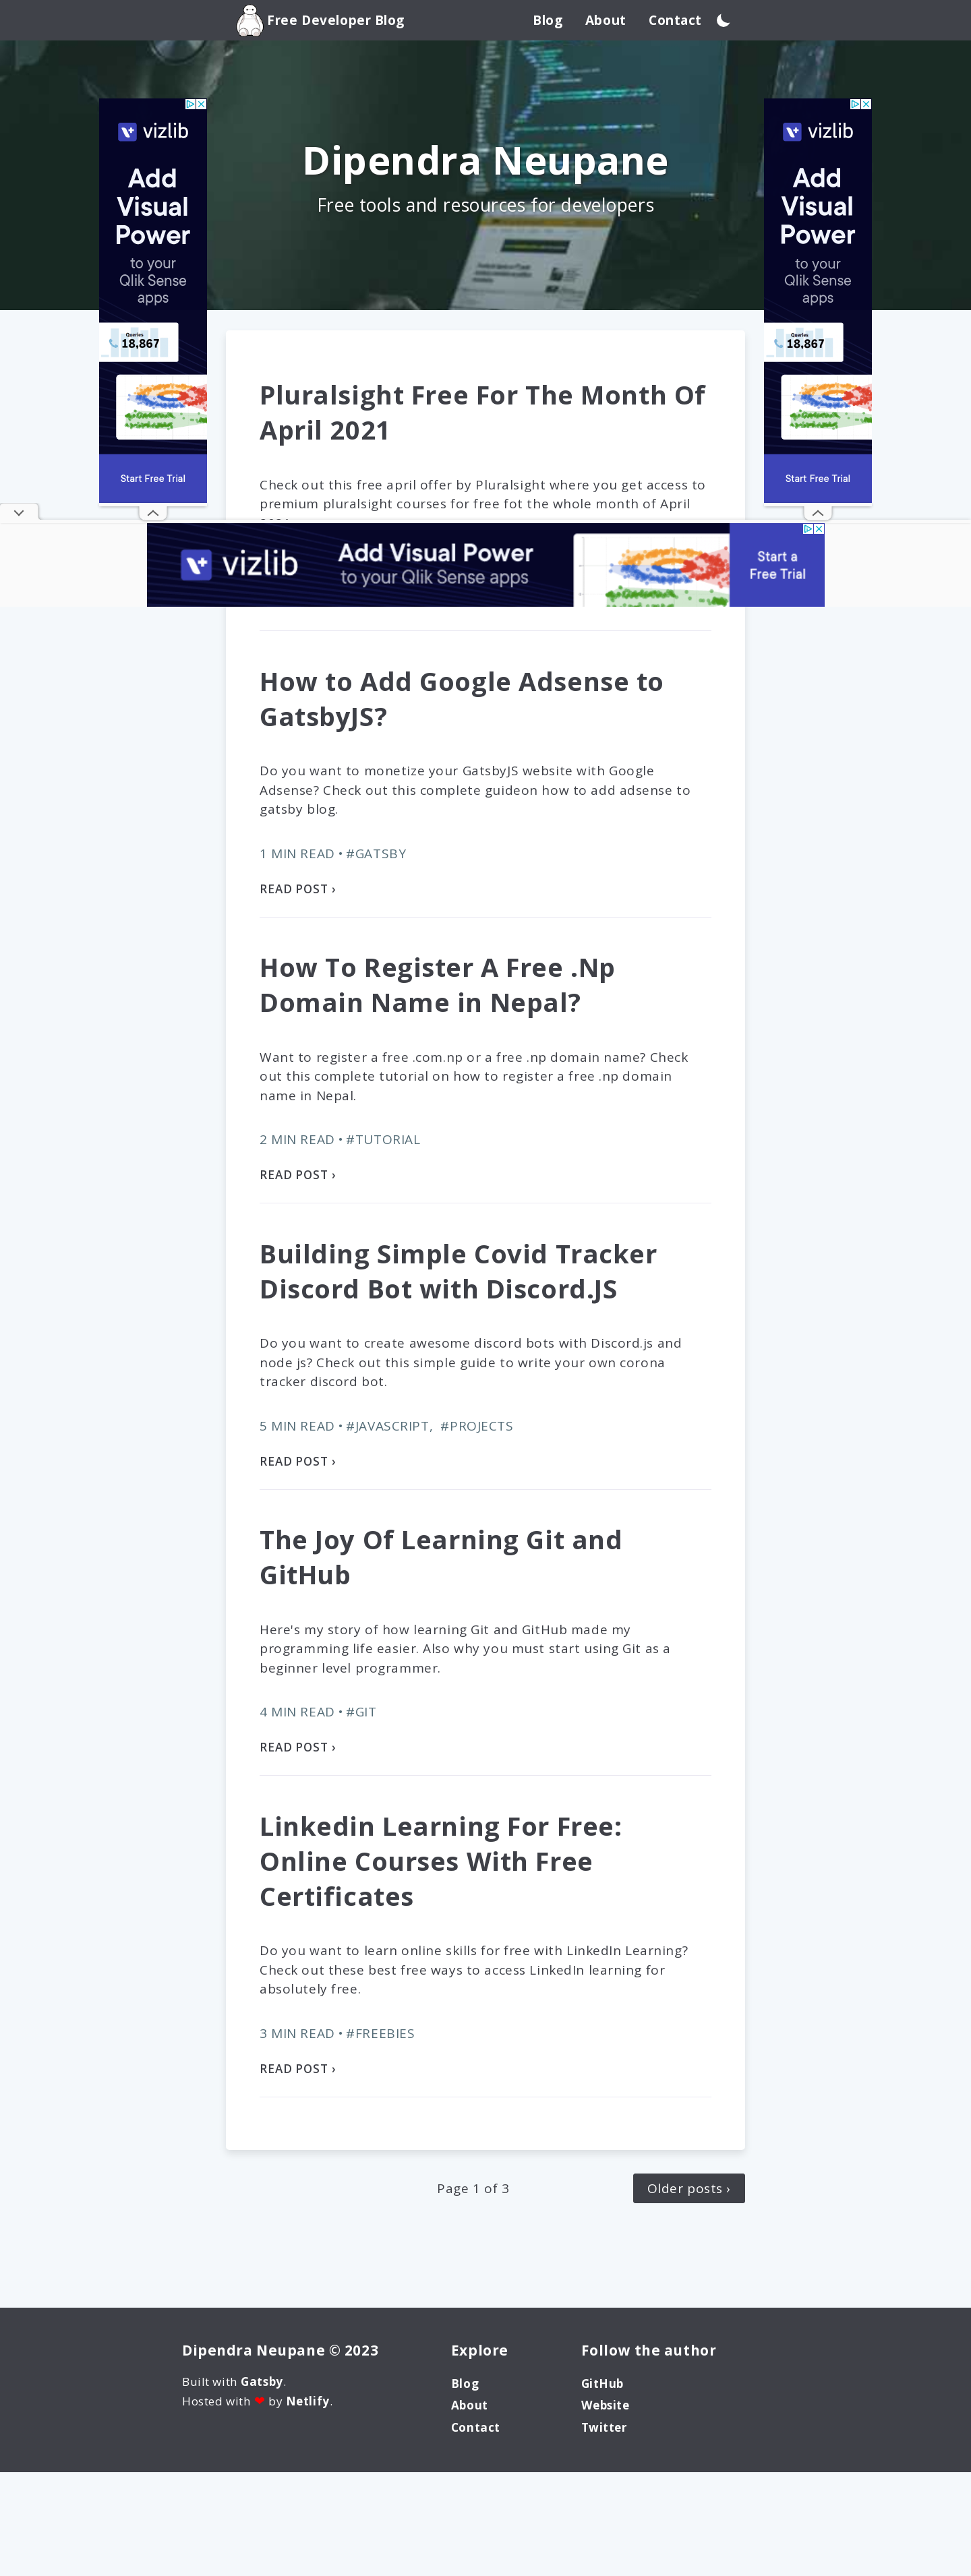 Free Developer Blog
Blog
About
Contact
Dipendra Neupane
Free tools and resources for developers
vizlib
Add
Visual
Power
to your
Qlik Sense
apps
Queries
18,867
Start Free Trial
vizlib
Add
Visual
Power
to your
Qlik Sense
apps
Queries
18,867
Start Free Trial
Pluralsight Free For The Month Of
April 2021
Check out this free april offer by Pluralsight where you get access to
premium pluralsight courses for free fot the whole month of April
vizlib
Add Visual Power
to your Qlik Sense apps
Start a
Free Trial
How to Add Google Adsense to
GatsbyJS?
Do you want to monetize your GatsbyJS website with Google
Adsense? Check out this complete guideon how to add adsense to
gatsby blog.
1 MIN READ • #GATSBY
READ POST ›
How To Register A Free .Np
Domain Name in Nepal?
Want to register a free .com.np or a free .np domain name? Check
out this complete tutorial on how to register a free .np domain
name in Nepal.
2 MIN READ • #TUTORIAL
READ POST ›
Building Simple Covid Tracker
Discord Bot with Discord.JS
Do you want to create awesome discord bots with Discord.js and
node js? Check out this simple guide to write your own corona
tracker discord bot.
5 MIN READ • #JAVASCRIPT, #PROJECTS
READ POST ›
The Joy Of Learning Git and
GitHub
Here's my story of how learning Git and GitHub made my
programming life easier. Also why you must start using Git as a
beginner level programmer.
4 MIN READ • #GIT
READ POST ›
Linkedin Learning For Free:
Online Courses With Free
Certificates
Do you want to learn online skills for free with LinkedIn Learning?
Check out these best free ways to access LinkedIn learning for
absolutely free.
3 MIN READ • #FREEBIES
READ POST ›
Page 1 of 3
Older posts ›
Dipendra Neupane © 2023
Built with Gatsby.
Hosted with ❤ by Netlify.
Explore
Blog
About
Contact
Follow the author
GitHub
Website
Twitter